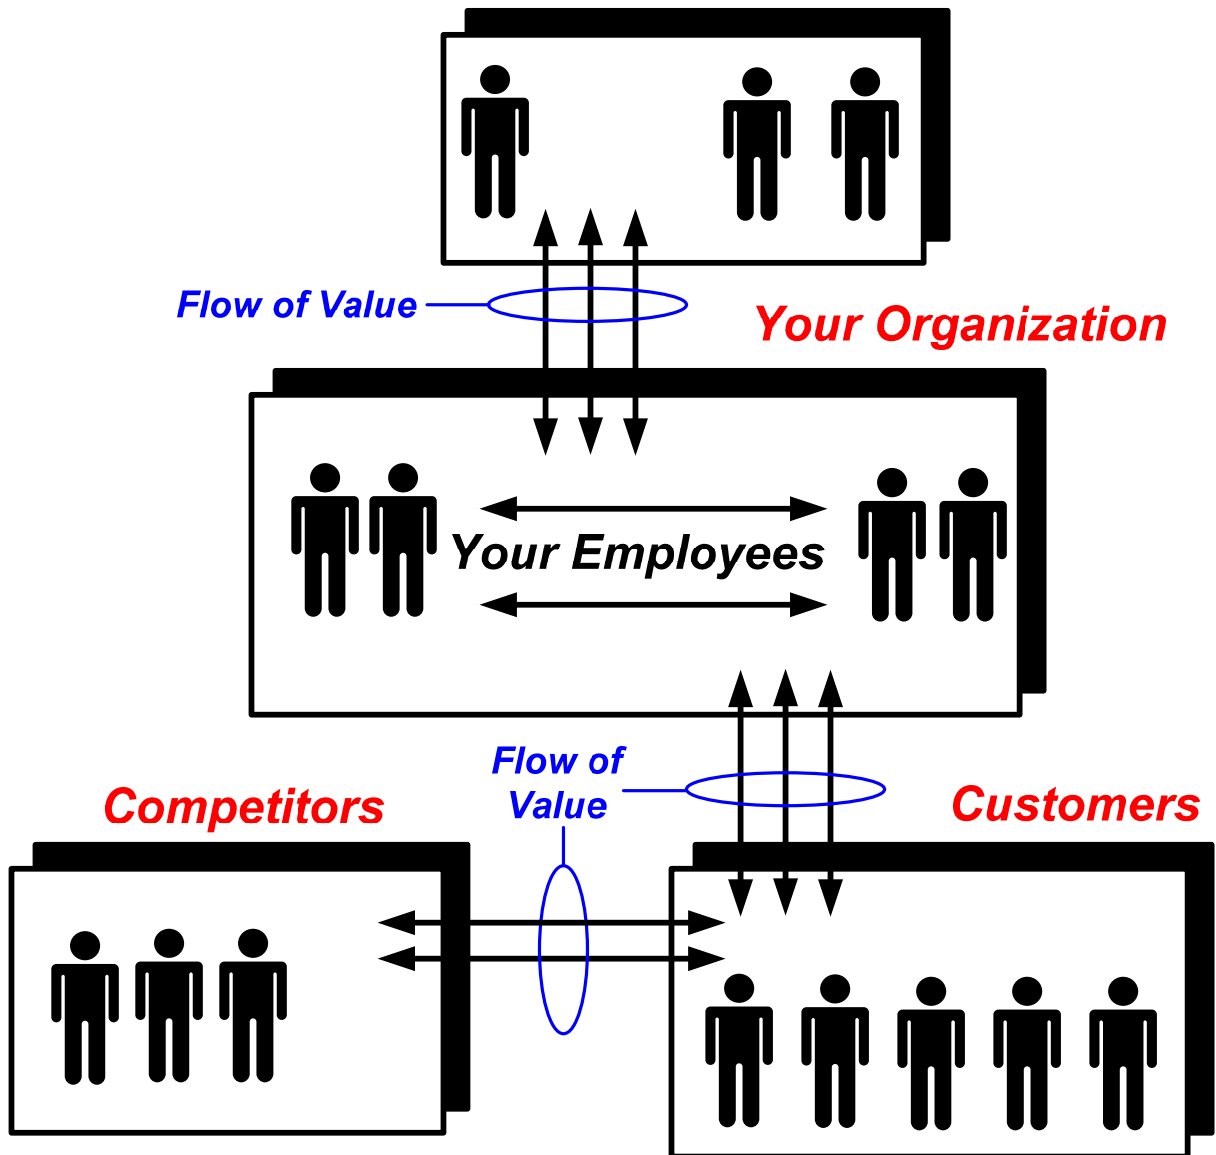 Flow of Value
Your Organization
Your Employees
Flow of
Value
Competitors
Customers